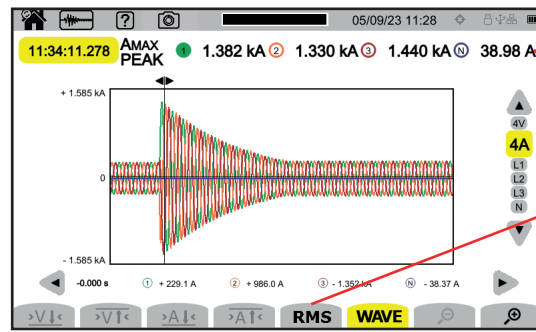 05/09/23 11:28
11:34:11.278 AMAX PEAK 1 1.382 kA 2 1.330 kA 3 1.440 kA N 38.98 A
+ 1.585 kA
0
- 1.585 kA
4V
4A
L1
L2
L3
N
-0.000 s 1 + 229.1 A 2 + 986.0 A 3 - 1.352 kA N - 38.37 A
>V↓< >V↑< >A↓< >A↑< RMS WAVE